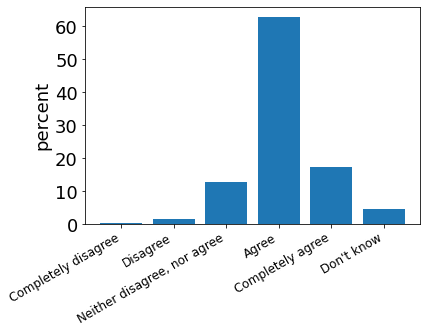 percent
60
50
40
30
20
10
0
Completely disagree
Disagree
Neither disagree, nor agree
Agree
Completely agree
Don't know